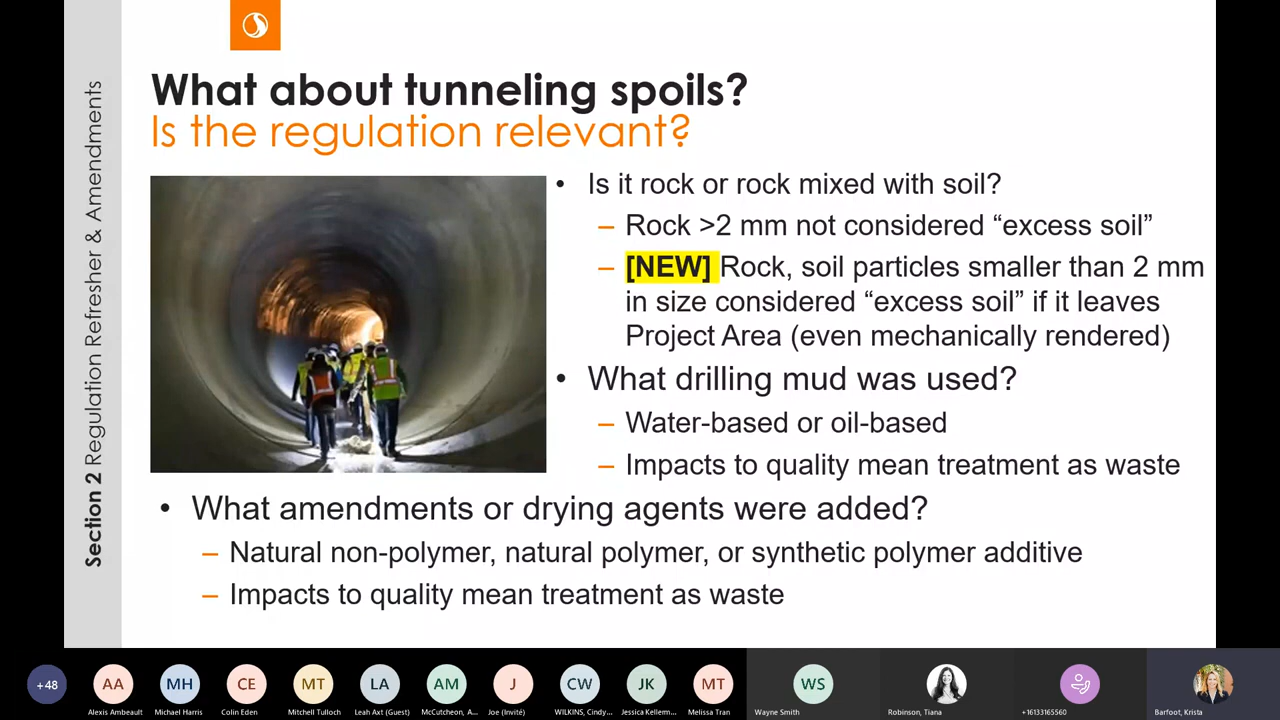 What about tunneling spoils?
Is the regulation relevant?
Section 2 Regulation Refresher & Amendments
• Is it rock or rock mixed with soil?
– Rock >2 mm not considered “excess soil”
– [NEW] Rock, soil particles smaller than 2 mm
in size considered “excess soil” if it leaves
Project Area (even mechanically rendered)
• What drilling mud was used?
– Water-based or oil-based
– Impacts to quality mean treatment as waste
• What amendments or drying agents were added?
– Natural non-polymer, natural polymer, or synthetic polymer additive
– Impacts to quality mean treatment as waste
+48
AA
MH
CE
MT
LA
AM
J
CW
JK
MT
WS
Alexis Ambeault
Michael Harris
Colin Eden
Mitchell Tulloch
Leah Axt (Guest)
McCutcheon, A...
Joe (Invité)
WILKINS, Cindy...
Jessica Kellem...
Melissa Tran
Wayne Smith
Robinson, Tiana
+16133165560
Barfoot, Krista